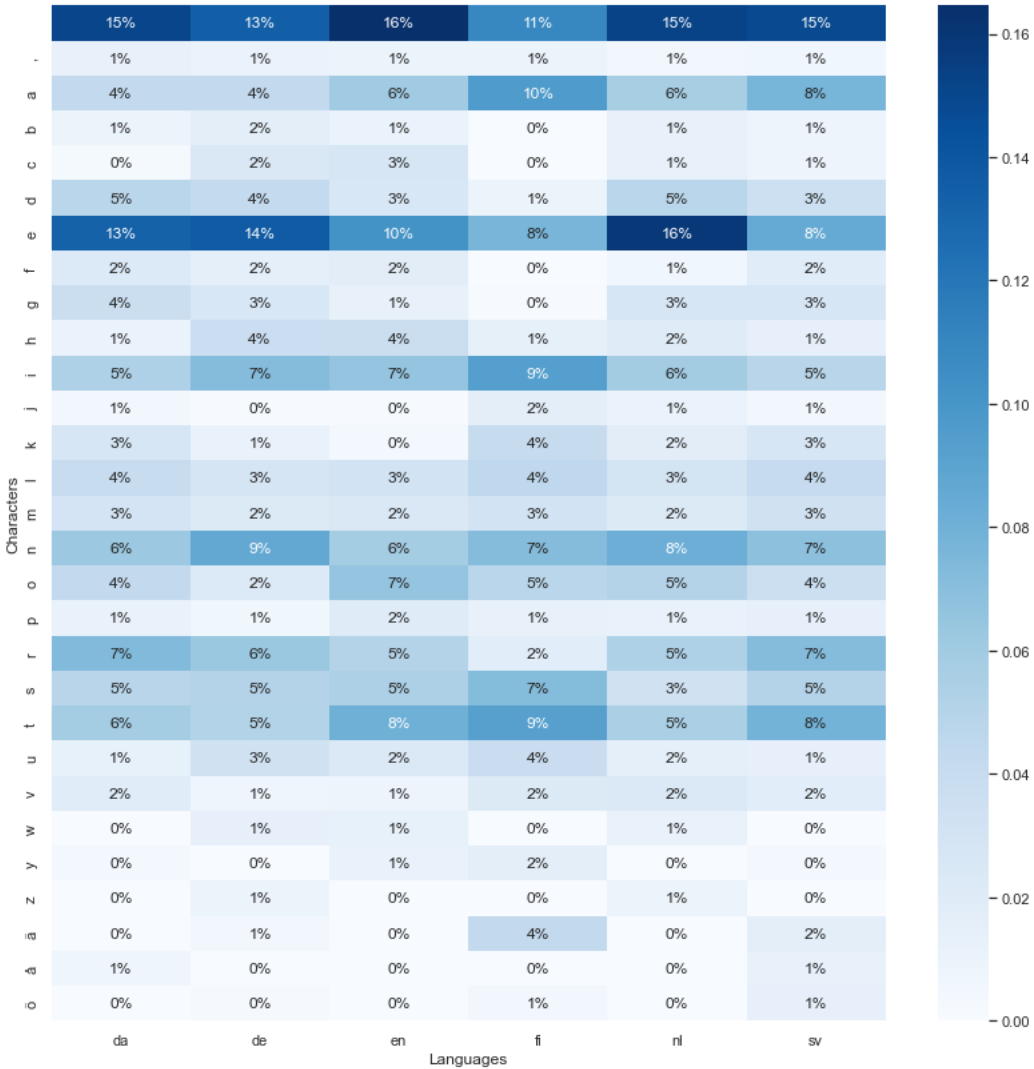 15% 13% 16% 11% 15% 15%
, 1% 1% 1% 1% 1% 1%
a 4% 4% 6% 10% 6% 8%
b 1% 2% 1% 0% 1% 1%
c 0% 2% 3% 0% 1% 1%
d 5% 4% 3% 1% 5% 3%
e 13% 14% 10% 8% 16% 8%
f 2% 2% 2% 0% 1% 2%
g 4% 3% 1% 0% 3% 3%
h 1% 4% 4% 1% 2% 1%
i 5% 7% 7% 9% 6% 5%
j 1% 0% 0% 2% 1% 1%
k 3% 1% 0% 4% 2% 3%
l 4% 3% 3% 4% 3% 4%
m 3% 2% 2% 3% 2% 3%
n 6% 9% 6% 7% 8% 7%
o 4% 2% 7% 5% 5% 4%
p 1% 1% 2% 1% 1% 1%
r 7% 6% 5% 2% 5% 7%
s 5% 5% 5% 7% 3% 5%
t 6% 5% 8% 9% 5% 8%
u 1% 3% 2% 4% 2% 1%
v 2% 1% 1% 2% 2% 2%
w 0% 1% 1% 0% 1% 0%
y 0% 0% 1% 2% 0% 0%
z 0% 1% 0% 0% 1% 0%
ä 0% 1% 0% 4% 0% 2%
å 1% 0% 0% 0% 0% 1%
ö 0% 0% 0% 1% 0% 1%
da de en fi nl sv
Languages
Characters
0.16
0.14
0.12
0.10
0.08
0.06
0.04
0.02
0.00